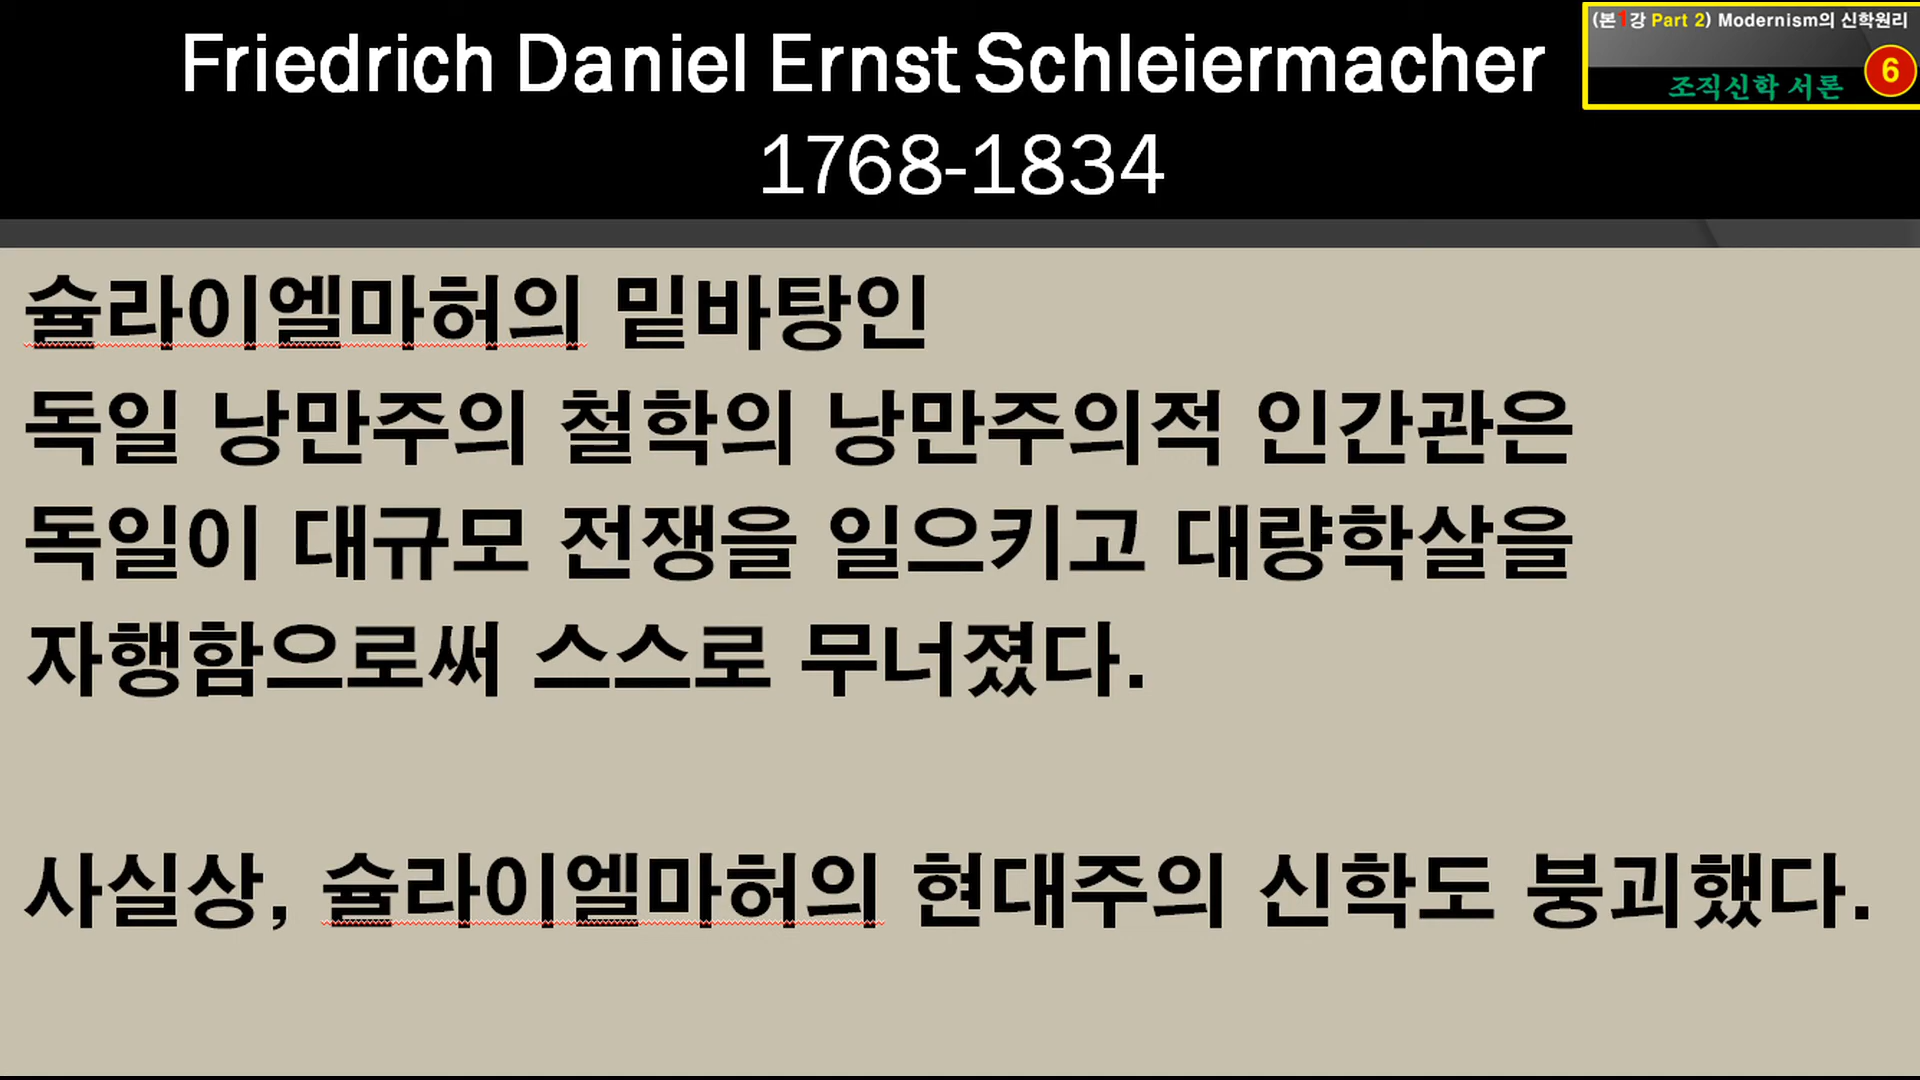 Friedrich Daniel Ernst Schleiermacher
1768-1834
(본1강 Part 2) Modernism의 신학원리
조직신학 서론
6
슐라이엘마허의 밑바탕인
독일 낭만주의 철학의 낭만주의적 인간관은
독일이 대규모 전쟁을 일으키고 대량학살을
자행함으로써 스스로 무너졌다.
사실상, 슐라이엘마허의 현대주의 신학도 붕괴했다.